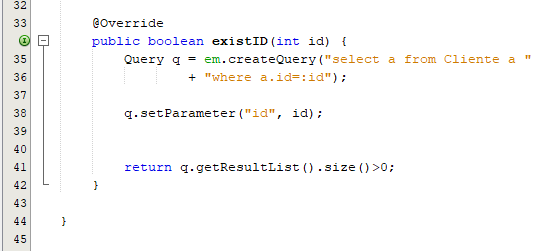 32
33 @Override
public boolean existID(int id) {
35 Query q = em.createQuery("select a from Cliente a "
36 + "where a.id=:id");
37
38 q.setParameter("id", id);
39
40
41 return q.getResultList().size()>0;
42 }
43
44 }
45